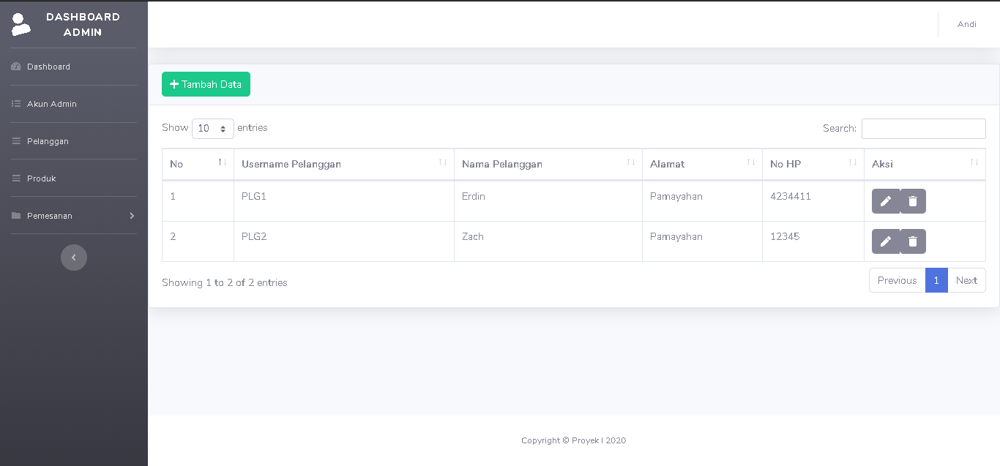 DASHBOARD
ADMIN
Andi
Dashboard
Akun Admin
Pelanggan
Produk
Pemesanan
Tambah Data
Show 10 entries Search:
No Username Pelanggan Nama Pelanggan Alamat No HP Aksi
1 PLG1 Erdin Pamayahan 4234411
2 PLG2 Zach Pamayahan 12345
Showing 1 to 2 of 2 entries Previous 1 Next
Copyright © Proyek I 2020